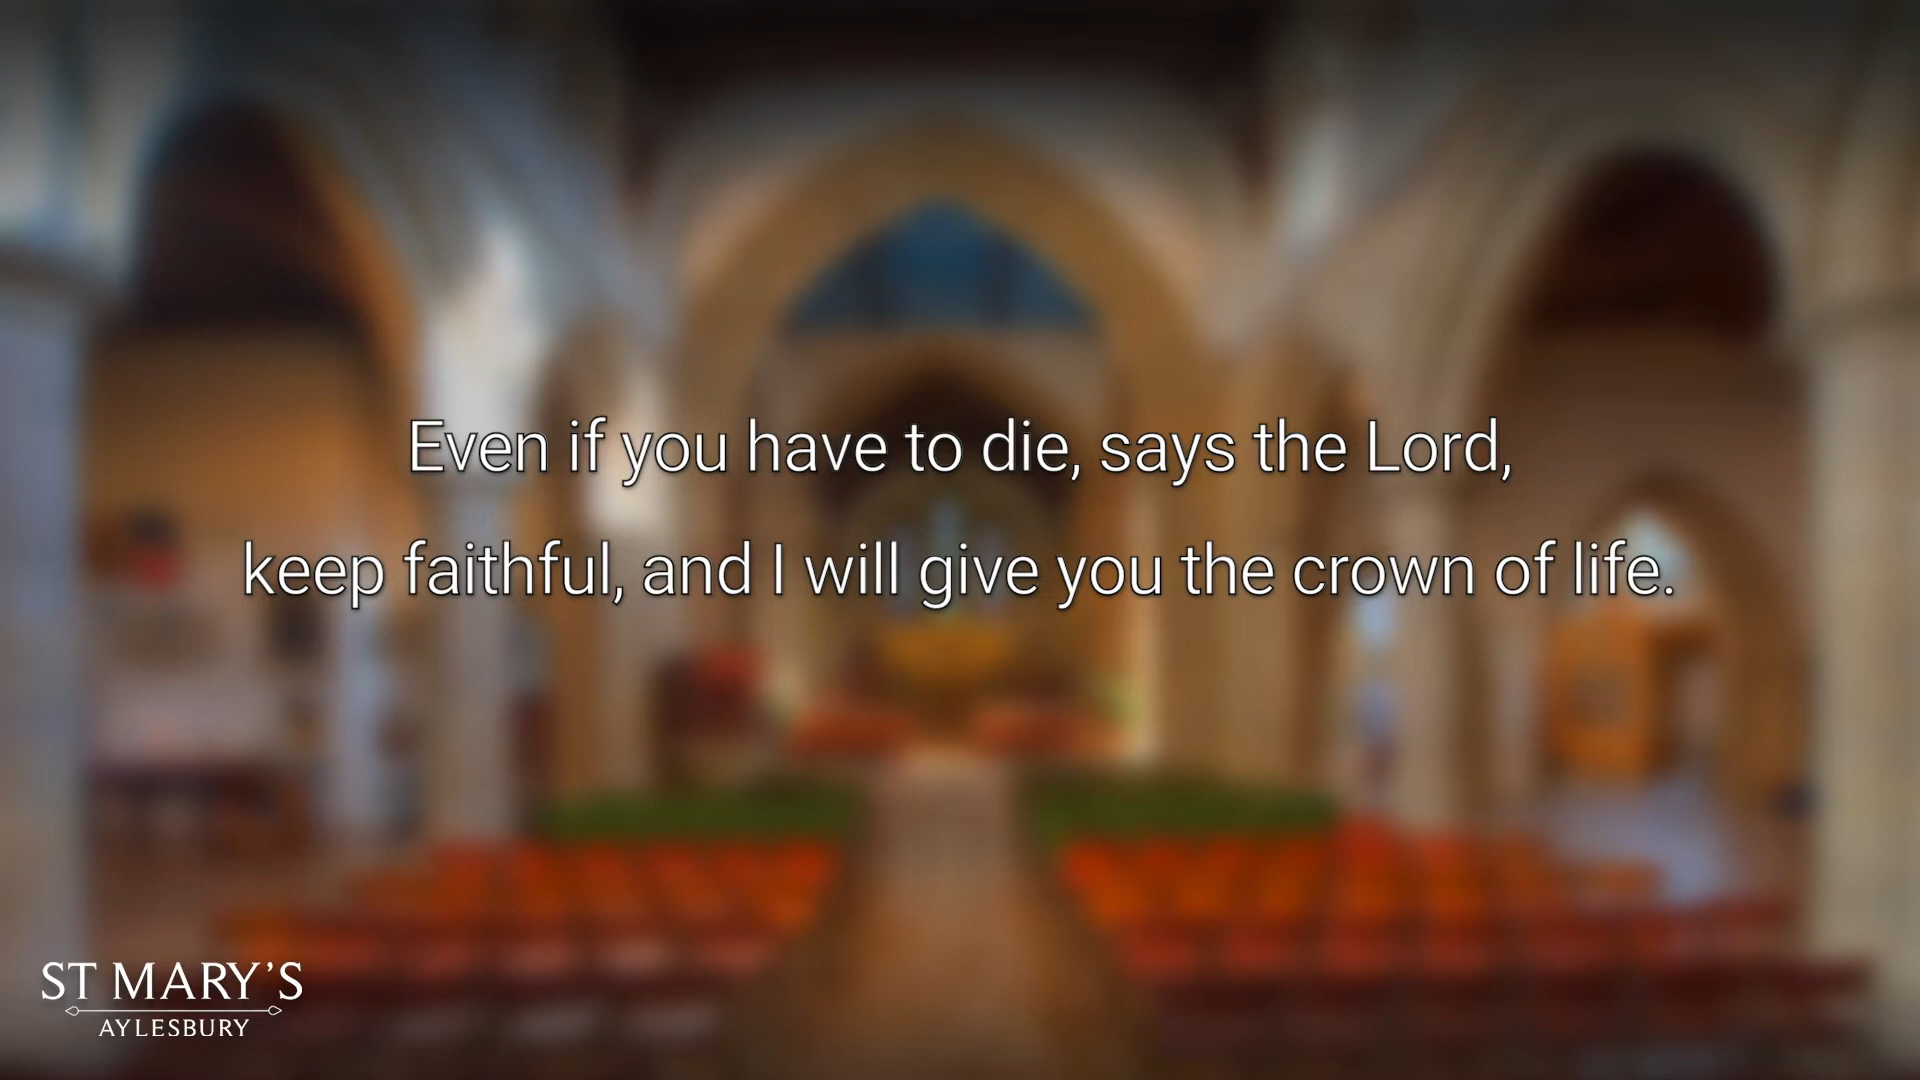 Even if you have to die, says the Lord,
keep faithful, and I will give you the crown of life.
ST MARY'S
AYLESBURY